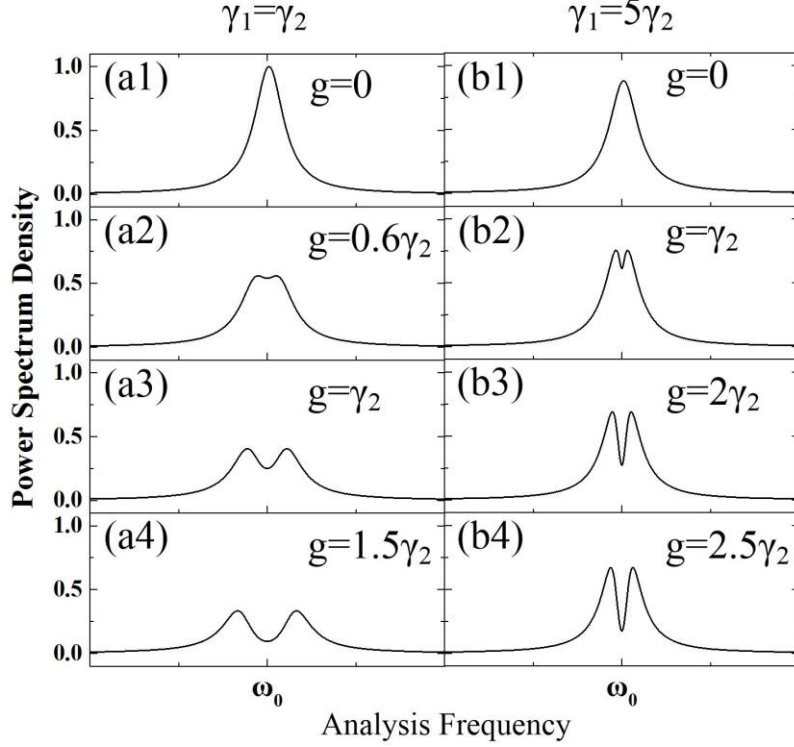 γ₁=γ₂
γ₁=5γ₂
Power Spectrum Density
1.0
0.5
0.0
(a1)
g=0
(b1)
g=0
1.0
0.5
0.0
(a2)
g=0.6γ₂
(b2)
g=γ₂
1.0
0.5
0.0
(a3)
g=γ₂
(b3)
g=2γ₂
1.0
0.5
0.0
(a4)
g=1.5γ₂
(b4)
g=2.5γ₂
ω₀
ω₀
Analysis Frequency